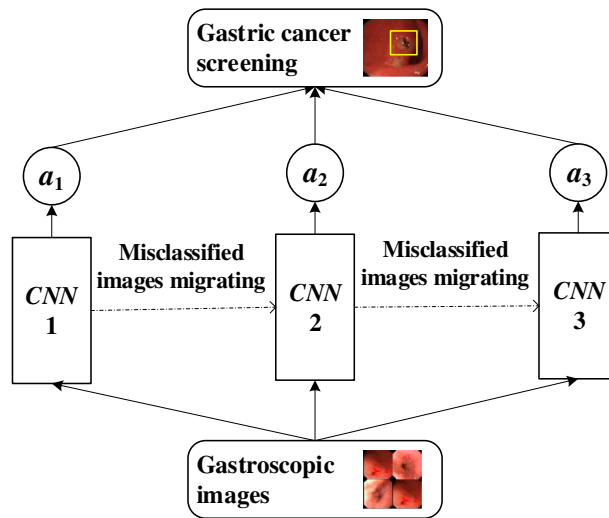 Gastric cancer
screening
a1
a2
a3
Misclassified
images migrating
Misclassified
images migrating
CNN
1
CNN
2
CNN
3
Gastroscopic
images